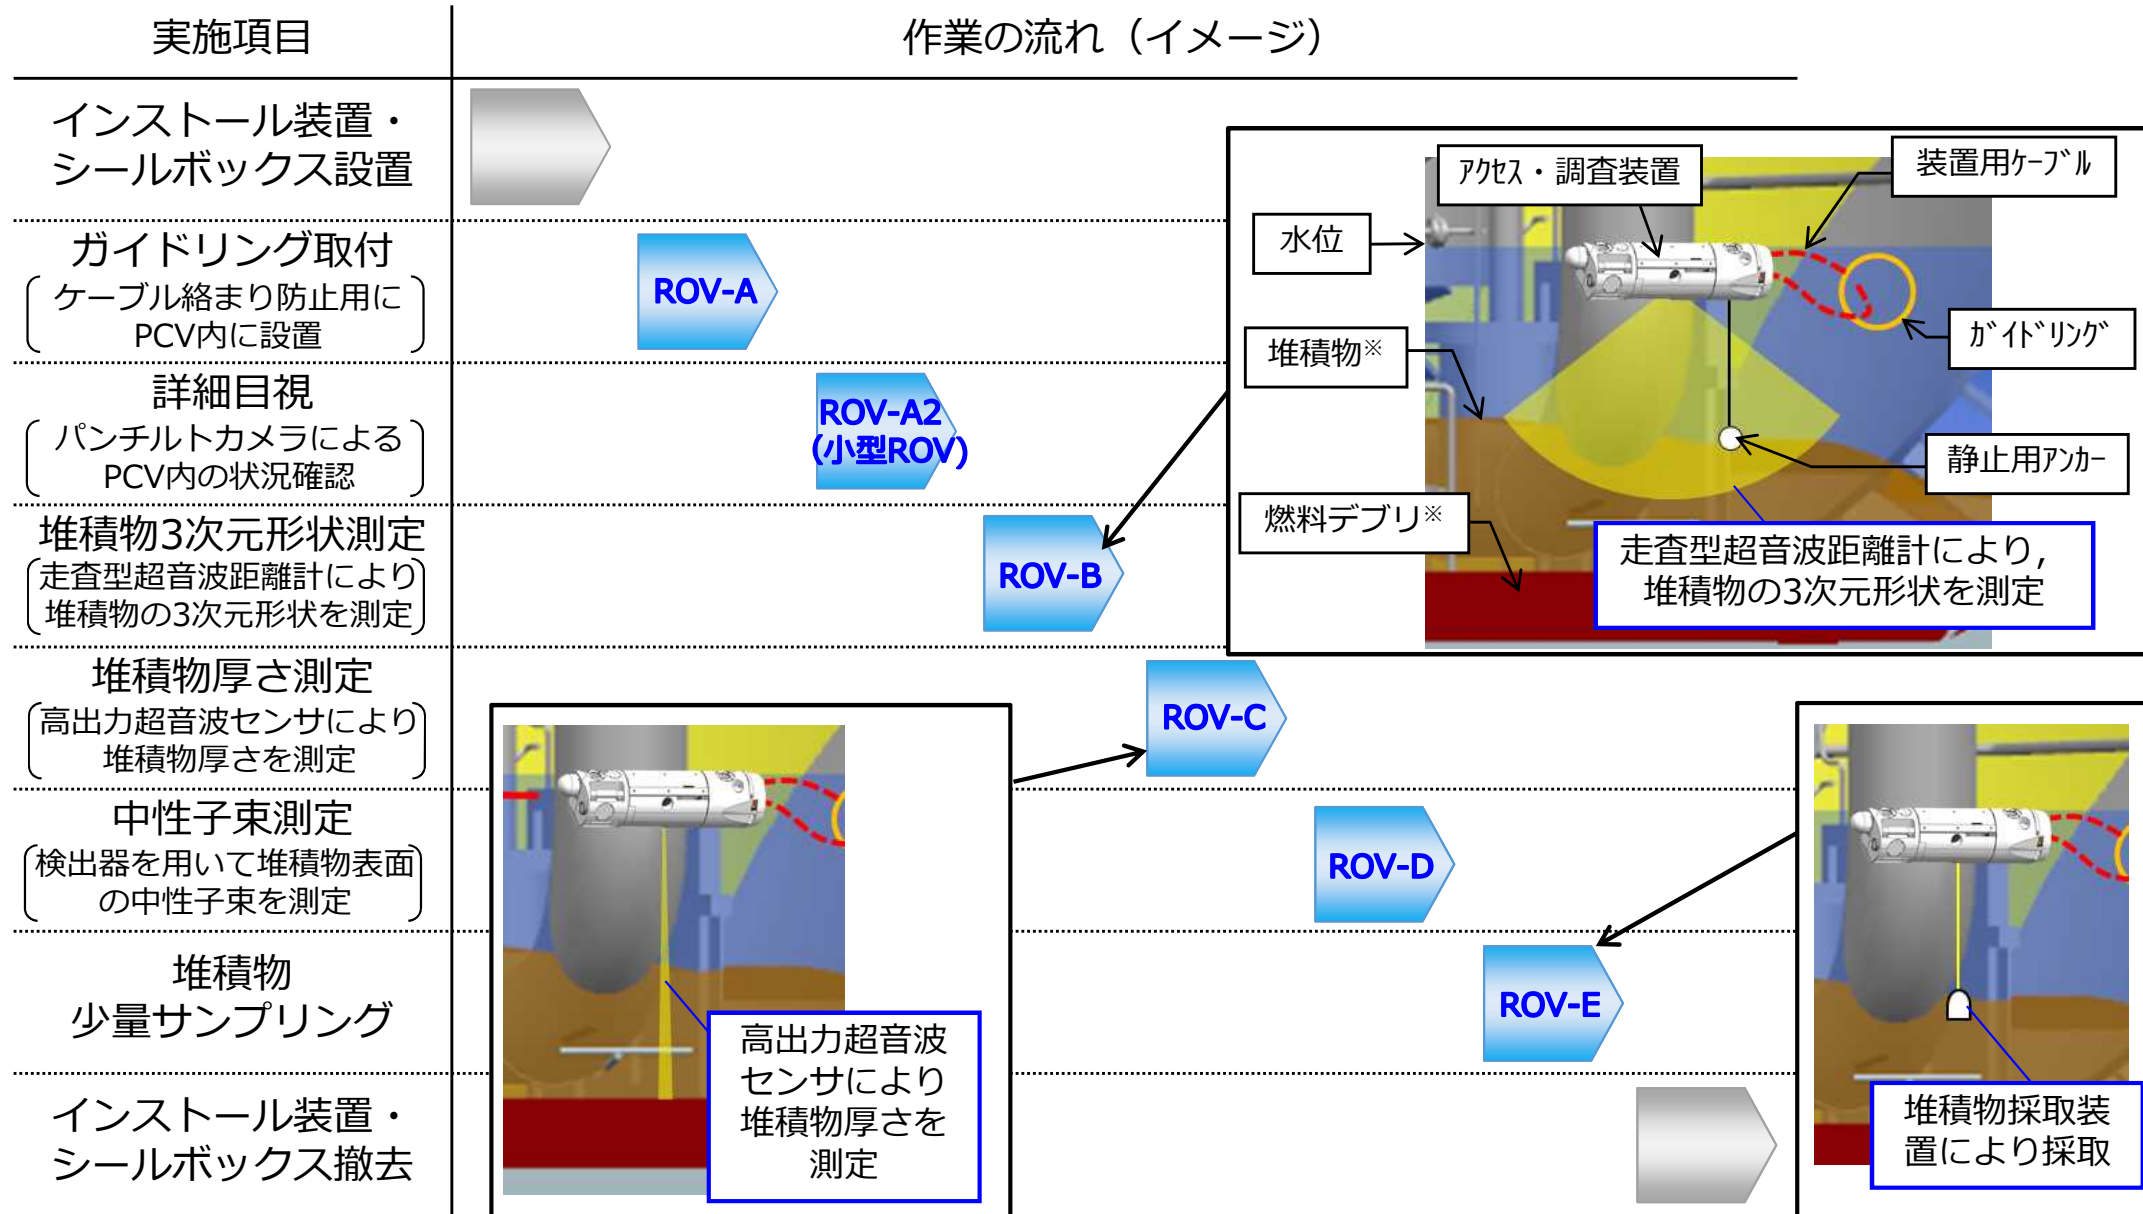 実施項目
作業の流れ（イメージ）
インストール装置・
シールボックス設置
ガイドリング取付
ケーブル絡まり防止用に
PCV内に設置
ROV-A
詳細目視
パンチルトカメラによる
PCV内の状況確認
ROV-A2
(小型ROV)
堆積物3次元形状測定
走査型超音波距離計により
堆積物の3次元形状を測定
ROV-B
アクセス・調査装置
装置用ケーブル
水位
ガイドリング
堆積物※
静止用アンカー
燃料デブリ※
走査型超音波距離計により,
堆積物の3次元形状を測定
堆積物厚さ測定
高出力超音波センサにより
堆積物厚さを測定
ROV-C
中性子束測定
検出器を用いて堆積物表面
の中性子束を測定
ROV-D
堆積物
少量サンプリング
ROV-E
高出力超音波
センサにより
堆積物厚さを
測定
堆積物採取装
置により採取
インストール装置・
シールボックス撤去